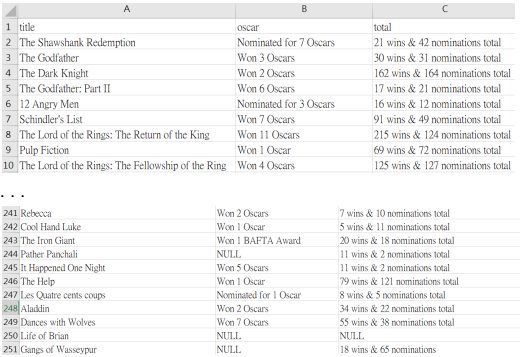 A B C
1 title oscar total
2 The Shawshank Redemption Nominated for 7 Oscars 21 wins & 42 nominations total
3 The Godfather Won 3 Oscars 30 wins & 31 nominations total
4 The Dark Knight Won 2 Oscars 162 wins & 164 nominations total
5 The Godfather: Part II Won 6 Oscars 17 wins & 21 nominations total
6 12 Angry Men Nominated for 3 Oscars 16 wins & 12 nominations total
7 Schindler's List Won 7 Oscars 91 wins & 49 nominations total
8 The Lord of the Rings: The Return of the King Won 11 Oscars 215 wins & 124 nominations total
9 Pulp Fiction Won 1 Oscar 69 wins & 72 nominations total
10 The Lord of the Rings: The Fellowship of the Ring Won 4 Oscars 125 wins & 127 nominations total
. . .
241 Rebecca Won 2 Oscars 7 wins & 10 nominations total
242 Cool Hand Luke Won 1 Oscar 5 wins & 11 nominations total
243 The Iron Giant Won 1 BAFTA Award 20 wins & 18 nominations total
244 Pather Panchali NULL 11 wins & 2 nominations total
245 It Happened One Night Won 5 Oscars 11 wins & 2 nominations total
246 The Help Won 1 Oscar 79 wins & 121 nominations total
247 Les Quatre cents coups Nominated for 1 Oscar 8 wins & 5 nominations total
248 Aladdin Won 2 Oscars 34 wins & 22 nominations total
249 Dances with Wolves Won 7 Oscars 55 wins & 38 nominations total
250 Life of Brian NULL NULL
251 Gangs of Wasseypur NULL 18 wins & 65 nominations